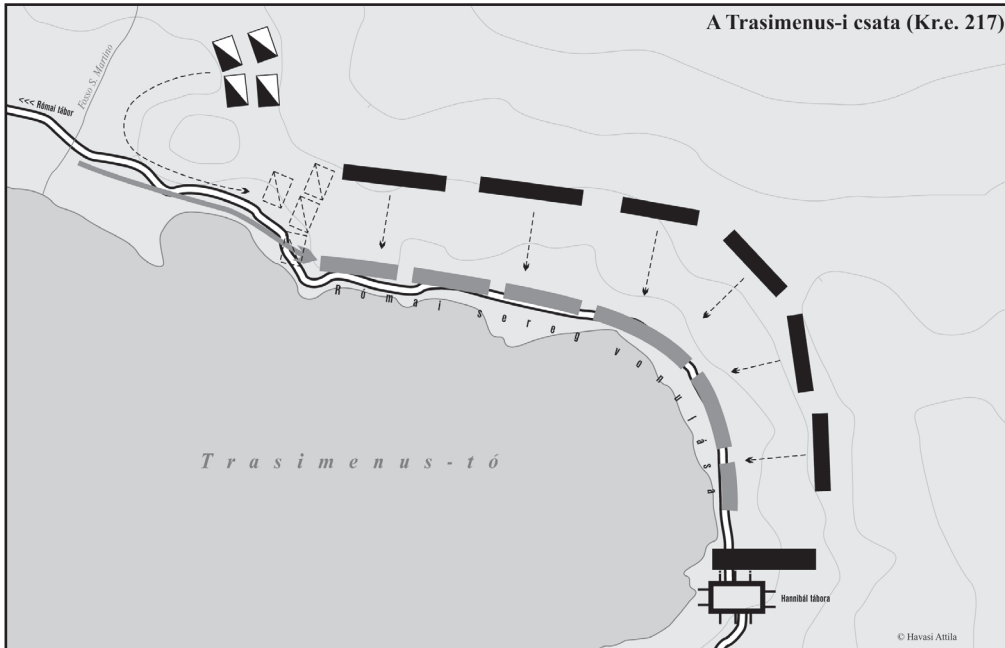 A Trasimenus-i csata (Kr.e. 217)
Fosso S. Martino
<<< Római tábor
Római sereg vonulása
Trasimenus-tó
Hannibál tábora
© Havasi Attila